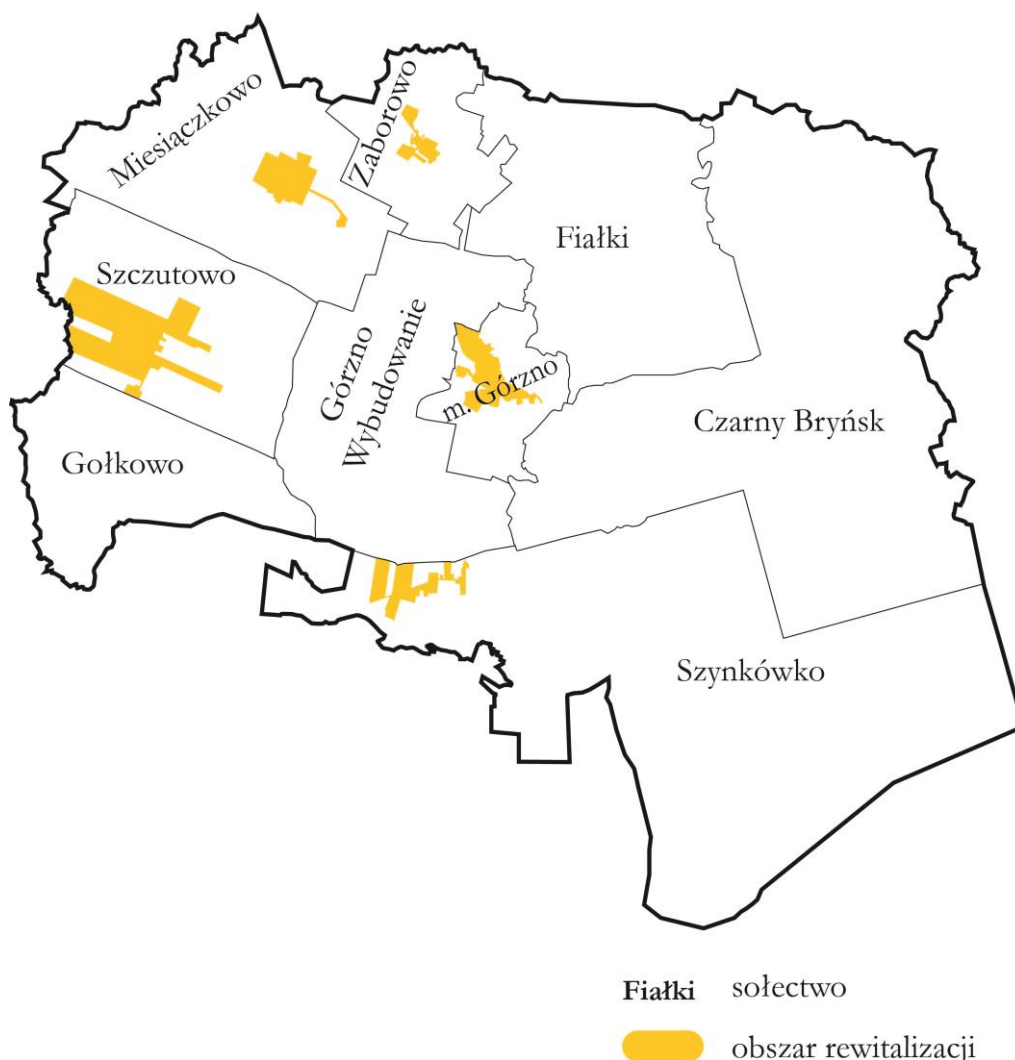 Miesiączkowo
Zaborowo
Fiałki
Szczutowo
Górzno
Wybudowanie
m. Górzno
Czarny Bryńsk
Gołkowo
Szynkówko
Fiałki sołectwo
obszar rewitalizacji